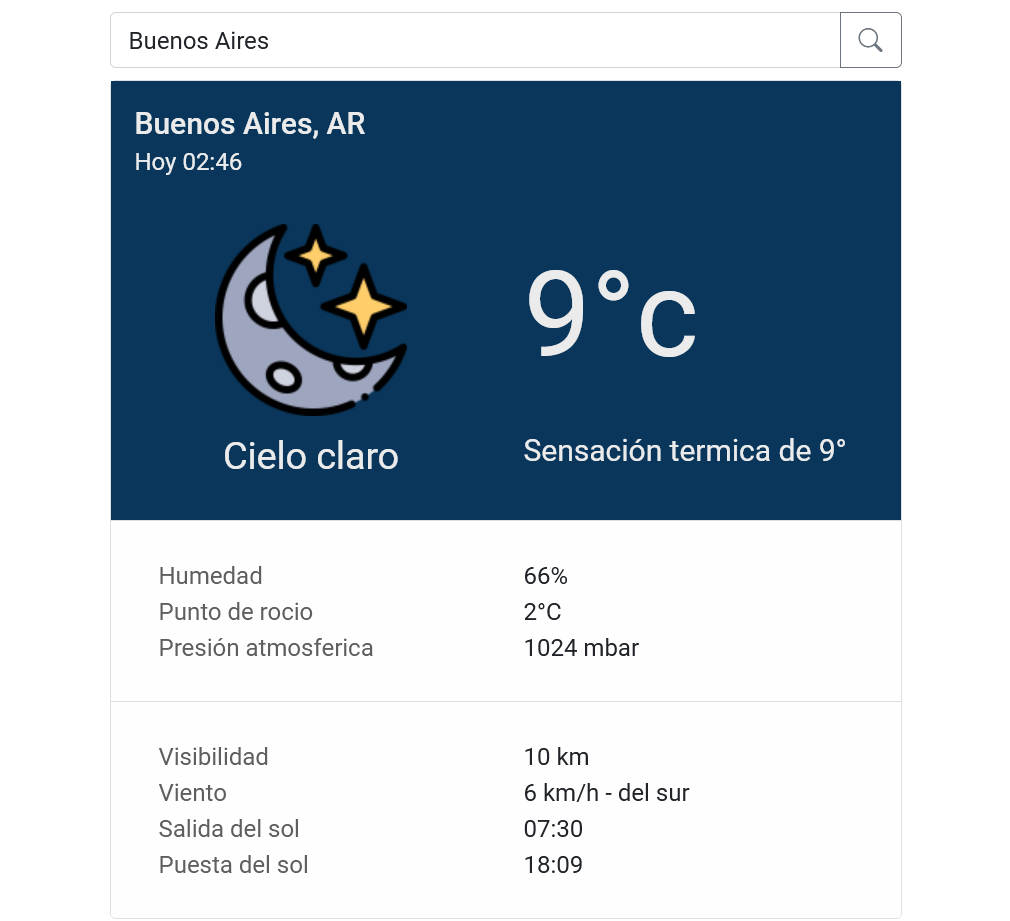 Buenos Aires
Buenos Aires, AR
Hoy 02:46
9°c
Cielo claro
Sensación termica de 9°
Humedad 66%
Punto de rocio 2°C
Presión atmosferica 1024 mbar
Visibilidad 10 km
Viento 6 km/h - del sur
Salida del sol 07:30
Puesta del sol 18:09